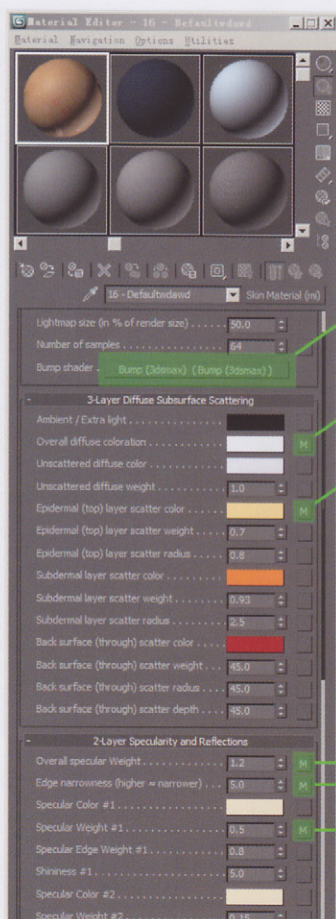 Material Editor - 16 - Defaultwdawd
Material Navigation Options Utilities
16 - Defaultwdawd Skin Material (mi)
Lightmap size (in % of render size) . . . . . 50.0
Number of samples . . . . . . . . . . . . . . . . 64
Bump shader . Bump (3dsmax) ( Bump (3dsmax) )
- 3-Layer Diffuse Subsurface Scattering
Ambient / Extra light . . . . . . . . . . . . . . .
Overall diffuse coloration . . . . . . . . . . . . M
Unscattered diffuse color . . . . . . . . . . . .
Unscattered diffuse weight . . . . . . . . . . 1.0
Epidermal (top) layer scatter color . . . . . M
Epidermal (top) layer scatter weight . . . . 0.7
Epidermal (top) layer scatter radius . . . . 0.8
Subdermal layer scatter color . . . . . . . . .
Subdermal layer scatter weight . . . . . . . 0.93
Subdermal layer scatter radius . . . . . . . . 2.5
Back surface (through) scatter color . . . .
Back surface (through) scatter weight . . . 45.0
Back surface (through) scatter radius . . . 45.0
Back surface (through) scatter depth . . . 45.0
- 2-Layer Specularity and Reflections
Overall specular Weight . . . . . . . . . . . . . 1.2 M
Edge narrowness (higher = narrower) . . . 5.0 M
Specular Color #1 . . . . . . . . . . . . . . . . .
Specular Weight #1 . . . . . . . . . . . . . . . . 0.5 M
Specular Edge Weight #1 . . . . . . . . . . . . 0.8
Shininess #1 . . . . . . . . . . . . . . . . . . . . . 5.0
Specular Color #2 . . . . . . . . . . . . . . . . .
Specular Weight #2 . . . . . . . . . . . . . . . . 0.15